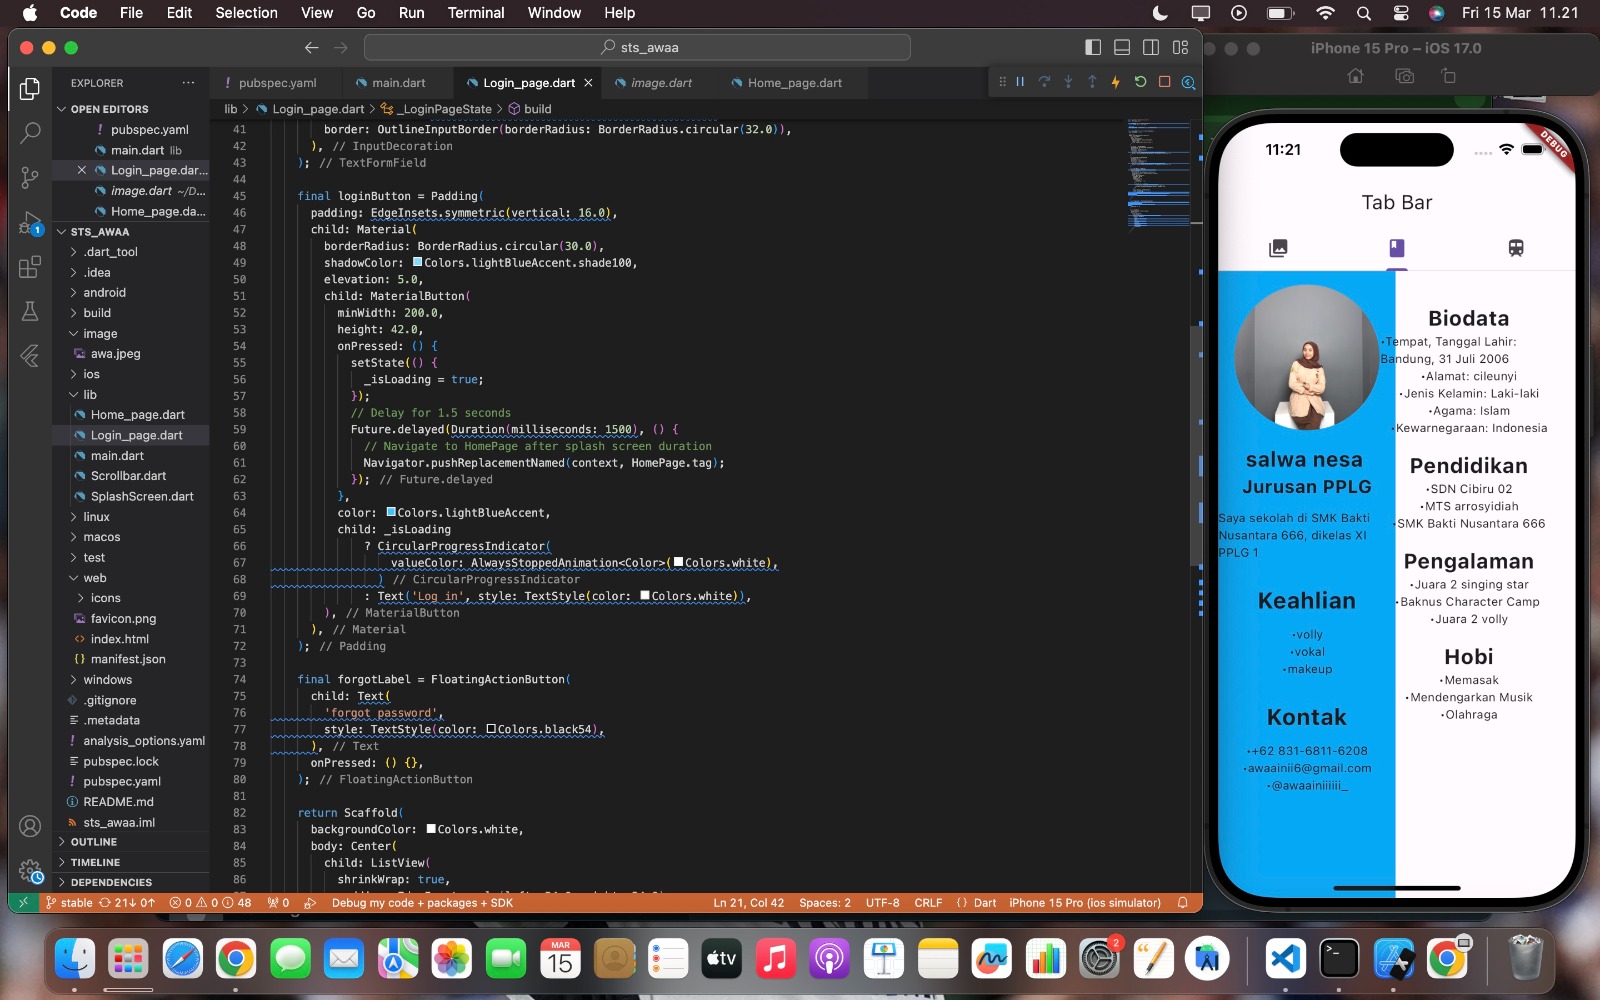 Code File Edit Selection View Go Run Terminal Window Help
Fri 15 Mar 11.21
sts_awaa
EXPLORER
OPEN EDITORS
pubspec.yaml
main.dart lib
Login_page.dar...
image.dart ~/D...
Home_page.da...
STS_AWAA
.dart_tool
.idea
android
build
image
awa.jpeg
ios
lib
Home_page.dart
Login_page.dart
main.dart
Scrollbar.dart
SplashScreen.dart
linux
macos
test
web
icons
favicon.png
index.html
manifest.json
windows
.gitignore
.metadata
analysis_options.yaml
pubspec.lock
pubspec.yaml
README.md
sts_awaa.iml
OUTLINE
TIMELINE
DEPENDENCIES
pubspec.yaml main.dart Login_page.dart image.dart Home_page.dart
lib > Login_page.dart > _LoginPageState > build
41 border: OutlineInputBorder(borderRadius: BorderRadius.circular(32.0)),
42 ), // InputDecoration
43 ); // TextFormField
44
45 final loginButton = Padding(
46 padding: EdgeInsets.symmetric(vertical: 16.0),
47 child: Material(
48 borderRadius: BorderRadius.circular(30.0),
49 shadowColor: Colors.lightBlueAccent.shade100,
50 elevation: 5.0,
51 child: MaterialButton(
52 minWidth: 200.0,
53 height: 42.0,
54 onPressed: () {
55 setState(() {
56 _isLoading = true;
57 });
58 // Delay for 1.5 seconds
59 Future.delayed(Duration(milliseconds: 1500), () {
60 // Navigate to HomePage after splash screen duration
61 Navigator.pushReplacementNamed(context, HomePage.tag);
62 }); // Future.delayed
63 },
64 color: Colors.lightBlueAccent,
65 child: _isLoading
66 ? CircularProgressIndicator(
67 valueColor: AlwaysStoppedAnimation<Color>(Colors.white),
68 ) // CircularProgressIndicator
69 : Text('Log in', style: TextStyle(color: Colors.white)),
70 ), // MaterialButton
71 ), // Material
72 ); // Padding
73
74 final forgotLabel = FloatingActionButton(
75 child: Text(
76 'forgot password',
77 style: TextStyle(color: Colors.black54),
78 ), // Text
79 onPressed: () {},
80 ); // FloatingActionButton
81
82 return Scaffold(
83 backgroundColor: Colors.white,
84 body: Center(
85 child: ListView(
86 shrinkWrap: true,
stable 21↓ 0↑ 0 0 48 0 Debug my code + packages + SDK
Ln 21, Col 42 Spaces: 2 UTF-8 CRLF {} Dart iPhone 15 Pro (ios simulator)
iPhone 15 Pro – iOS 17.0
11:21
DEBUG
Tab Bar
salwa nesa
Jurusan PPLG
Saya sekolah di SMK Bakti
Nusantara 666, dikelas XI
PPLG 1
Keahlian
•volly
•vokal
•makeup
Kontak
•+62 831-6811-6208
•awaainii6@gmail.com
•@awaainiiiiii_
Biodata
•Tempat, Tanggal Lahir:
Bandung, 31 Juli 2006
•Alamat: cileunyi
•Jenis Kelamin: Laki-laki
•Agama: Islam
•Kewarnegaraan: Indonesia
Pendidikan
•SDN Cibiru 02
•MTS arrosyidiah
•SMK Bakti Nusantara 666
Pengalaman
•Juara 2 singing star
•Baknus Character Camp
•Juara 2 volly
Hobi
•Memasak
•Mendengarkan Musik
•Olahraga
MAR
15
tv
2